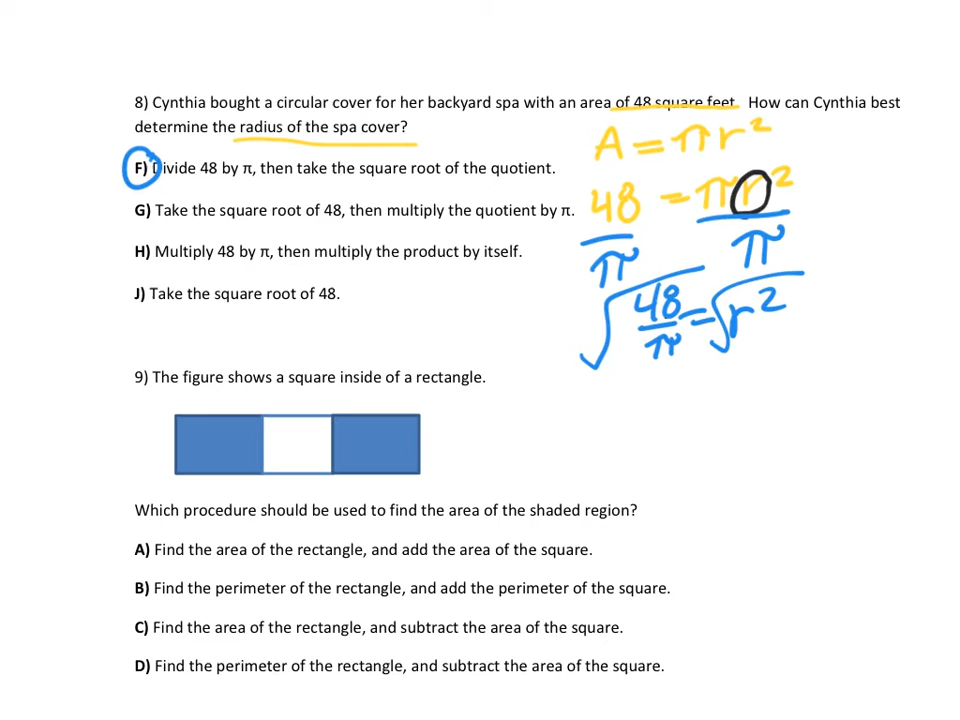 8) Cynthia bought a circular cover for her backyard spa with an area of 48 square feet. How can Cynthia best
determine the radius of the spa cover?
A = πr²
F) Divide 48 by π, then take the square root of the quotient.
48 = πr²
π π
G) Take the square root of 48, then multiply the quotient by π.
H) Multiply 48 by π, then multiply the product by itself.
J) Take the square root of 48.
√48/π = √r²
9) The figure shows a square inside of a rectangle.
Which procedure should be used to find the area of the shaded region?
A) Find the area of the rectangle, and add the area of the square.
B) Find the perimeter of the rectangle, and add the perimeter of the square.
C) Find the area of the rectangle, and subtract the area of the square.
D) Find the perimeter of the rectangle, and subtract the area of the square.